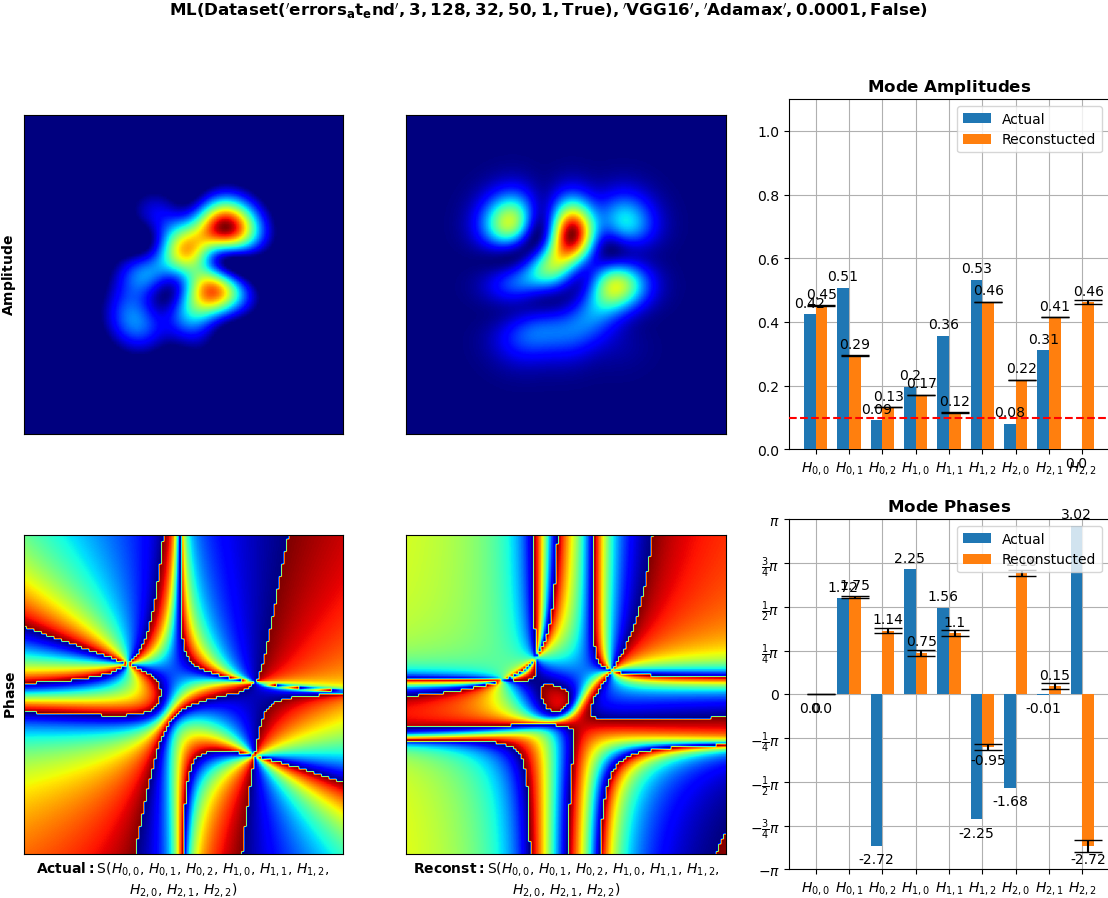 ML(Dataset('errors_at_end', 3, 128, 32, 50, 1, True), 'VGG16', 'Adamax', 0.0001, False)
Amplitude
Mode Amplitudes
Actual
Reconstucted
1.0
0.8
0.6
0.4
0.2
0.0
0.42
0.45
0.51
0.29
0.09
0.13
0.2
0.17
0.36
0.12
0.53
0.46
0.08
0.22
0.31
0.41
0.0
0.46
H0,0 H0,1 H0,2 H1,0 H1,1 H1,2 H2,0 H2,1 H2,2
Phase
Actual: S(H0,0, H0,1, H0,2, H1,0, H1,1, H1,2,
H2,0, H2,1, H2,2)
Reconst: S(H0,0, H0,1, H0,2, H1,0, H1,1, H1,2,
H2,0, H2,1, H2,2)
Mode Phases
Actual
Reconstucted
π
3/4π
1/2π
1/4π
0
−1/4π
−1/2π
−3/4π
−π
0.0
0.0
1.72
1.75
-2.72
1.14
2.25
0.75
1.56
1.1
-2.25
-0.95
-1.68
-0.01
0.15
3.02
-2.72
H0,0 H0,1 H0,2 H1,0 H1,1 H1,2 H2,0 H2,1 H2,2